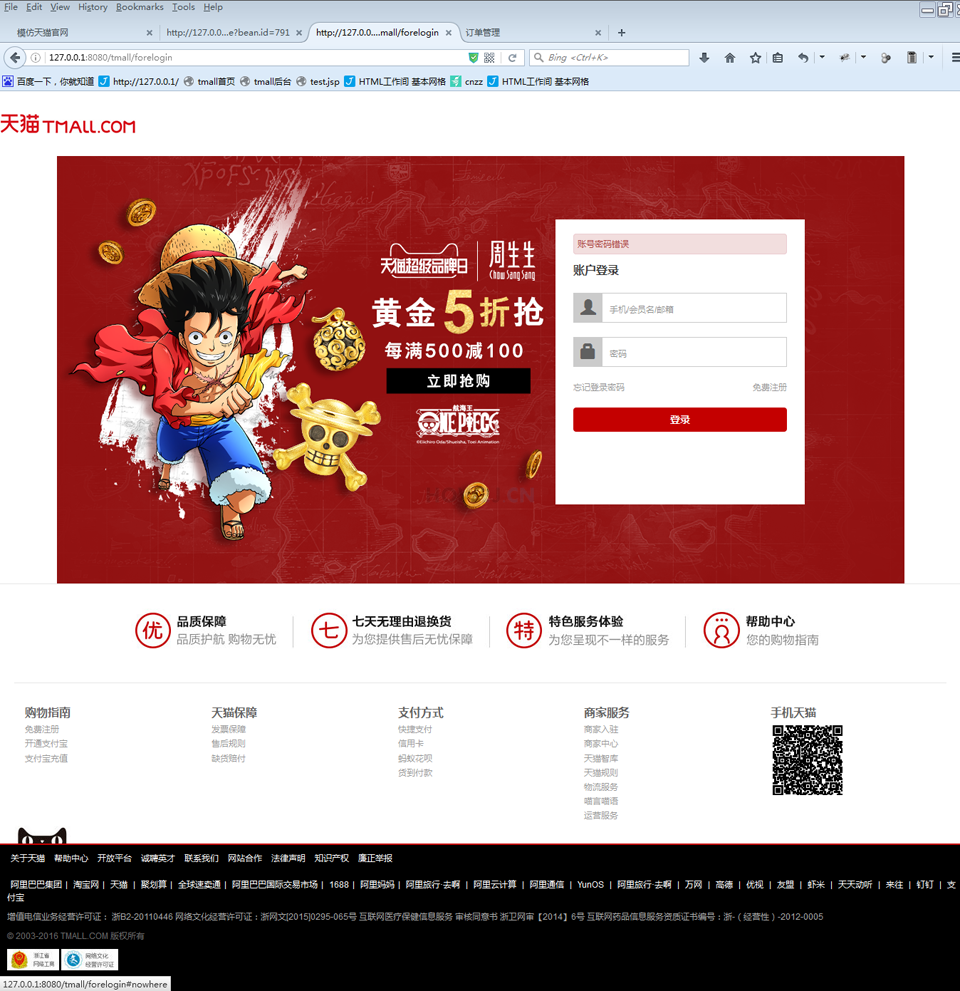 File Edit View History Bookmarks Tools Help
模仿天猫官网
http://127.0.0...e?bean.id=791
http://127.0.0....mall/forelogin
订单管理
127.0.0.1:8080/tmall/forelogin
Bing <Ctrl+K>
百度一下，你就知道 http://127.0.0.1/ tmall首页 tmall后台 test.jsp HTML工作间 基本网格 cnzz HTML工作间 基本网格
天猫 TMALL.COM
天猫超级品牌日
周生生
Chow Sang Sang
黄金5折抢
每满500减100
立即抢购
航海王
ONE PIECE
©Eiichiro Oda/Shueisha, Toei Animation
账号密码错误
账户登录
手机/会员名/邮箱
密码
忘记登录密码 免费注册
登录
优 品质保障
品质护航 购物无忧
七 七天无理由退换货
为您提供售后无忧保障
特 特色服务体验
为您呈现不一样的服务
帮助中心
您的购物指南
购物指南
免费注册
开通支付宝
支付宝充值
天猫保障
发票保障
售后规则
缺货赔付
支付方式
快捷支付
信用卡
蚂蚁花呗
货到付款
商家服务
商家入驻
商家中心
天猫智库
天猫规则
物流服务
喵言喵语
运营服务
手机天猫
关于天猫 帮助中心 开放平台 诚聘英才 联系我们 网站合作 法律声明 知识产权 廉正举报
阿里巴巴集团 | 淘宝网 | 天猫 | 聚划算 | 全球速卖通 | 阿里巴巴国际交易市场 | 1688 | 阿里妈妈 | 阿里旅行·去啊 | 阿里云计算 | 阿里通信 | YunOS | 阿里旅行·去啊 | 万网 | 高德 | 优视 | 友盟 | 虾米 | 天天动听 | 来往 | 钉钉 | 支
付宝
增值电信业务经营许可证： 浙B2-20110446 网络文化经营许可证：浙网文[2015]0295-065号 互联网医疗保健信息服务 审核同意书 浙卫网审【2014】6号 互联网药品信息服务资质证书编号：浙-（经营性）-2012-0005
© 2003-2016 TMALL.COM 版权所有
浙江省
网络工商
网络文化
经营许可证
127.0.0.1:8080/tmall/forelogin#nowhere